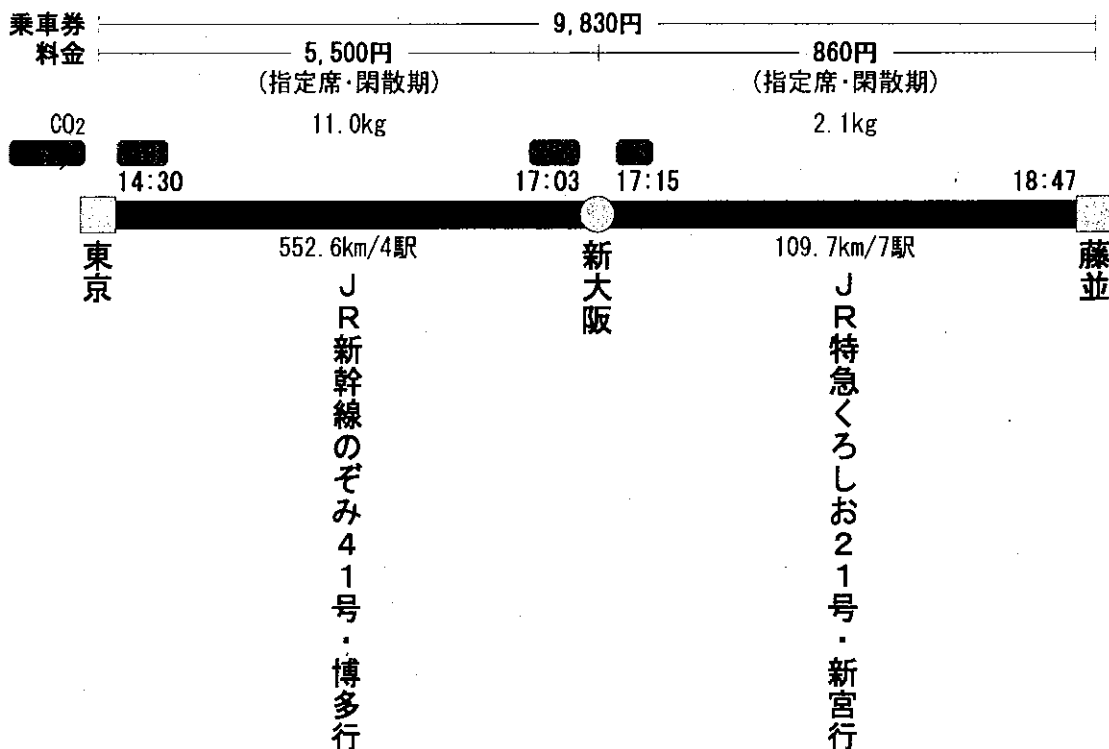 乗車券 9,830円
料金 5,500円 860円
(指定席・閑散期) (指定席・閑散期)
CO2 11.0kg 2.1kg
14:30 17:03 17:15 18:47
552.6km/4駅 109.7km/7駅
東京
新大阪
藤並
JR新幹線のぞみ41号・博多行
JR特急くろしお21号・新宮行